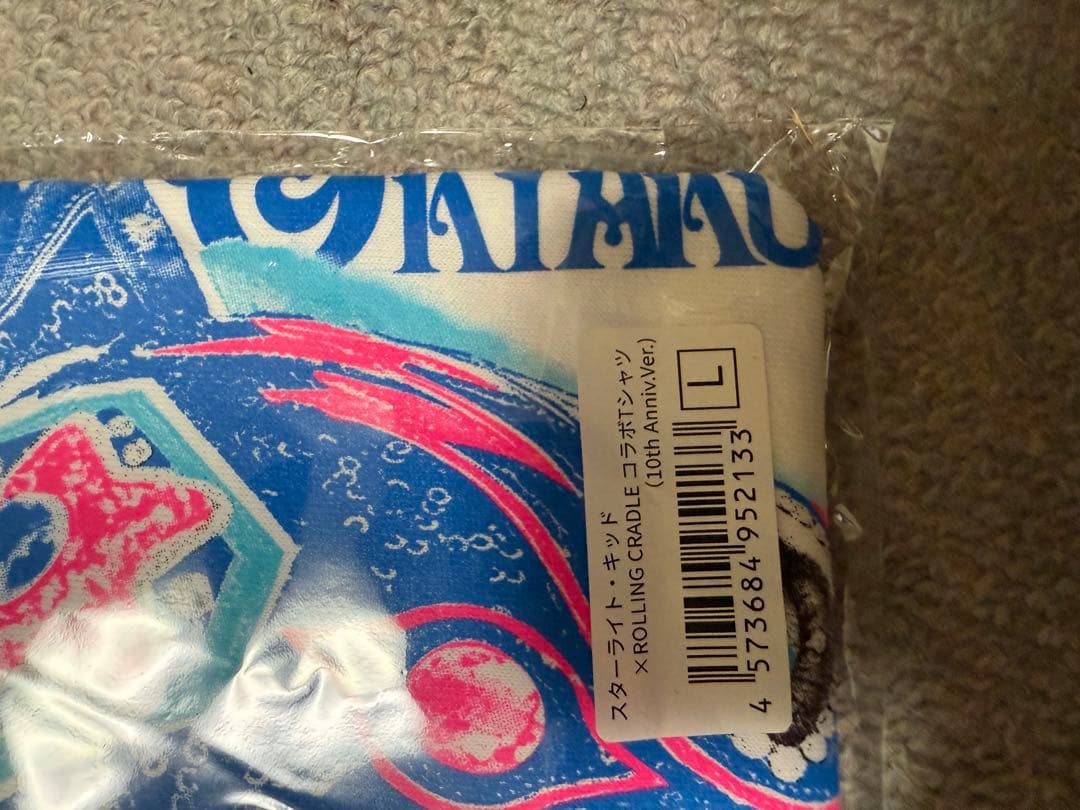 スターライト・キッド
×ROLLING CRADLE コラボTシャツ
(10th Anniv.Ver.)
L
4 573684 952133